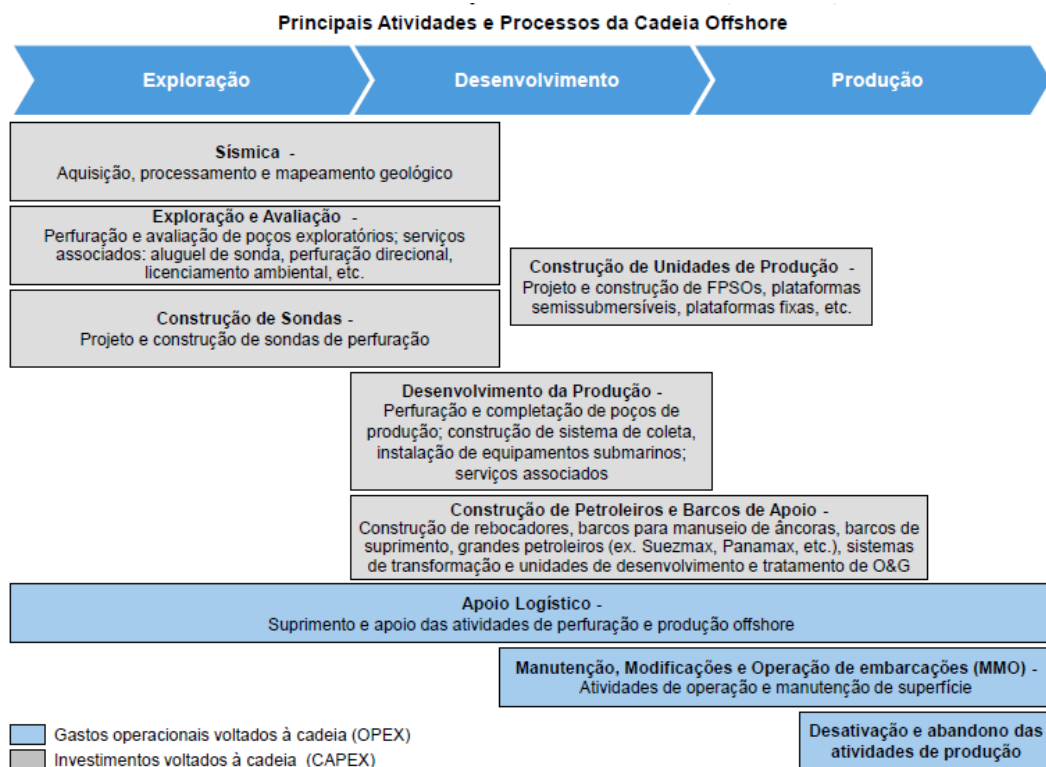 Principais Atividades e Processos da Cadeia Offshore
Exploração
Desenvolvimento
Produção
Sísmica -
Aquisição, processamento e mapeamento geológico
Exploração e Avaliação -
Perfuração e avaliação de poços exploratórios; serviços
associados: aluguel de sonda, perfuração direcional,
licenciamento ambiental, etc.
Construção de Unidades de Produção -
Projeto e construção de FPSOs, plataformas
semissubmersíveis, plataformas fixas, etc.
Construção de Sondas -
Projeto e construção de sondas de perfuração
Desenvolvimento da Produção -
Perfuração e completação de poços de
produção; construção de sistema de coleta,
instalação de equipamentos submarinos;
serviços associados
Construção de Petroleiros e Barcos de Apoio -
Construção de rebocadores, barcos para manuseio de âncoras, barcos de
suprimento, grandes petroleiros (ex. Suezmax, Panamax, etc.), sistemas
de transformação e unidades de desenvolvimento e tratamento de O&G
Apoio Logístico -
Suprimento e apoio das atividades de perfuração e produção offshore
Manutenção, Modificações e Operação de embarcações (MMO) -
Atividades de operação e manutenção de superfície
Desativação e abandono das
atividades de produção
Gastos operacionais voltados à cadeia (OPEX)
Investimentos voltados à cadeia (CAPEX)